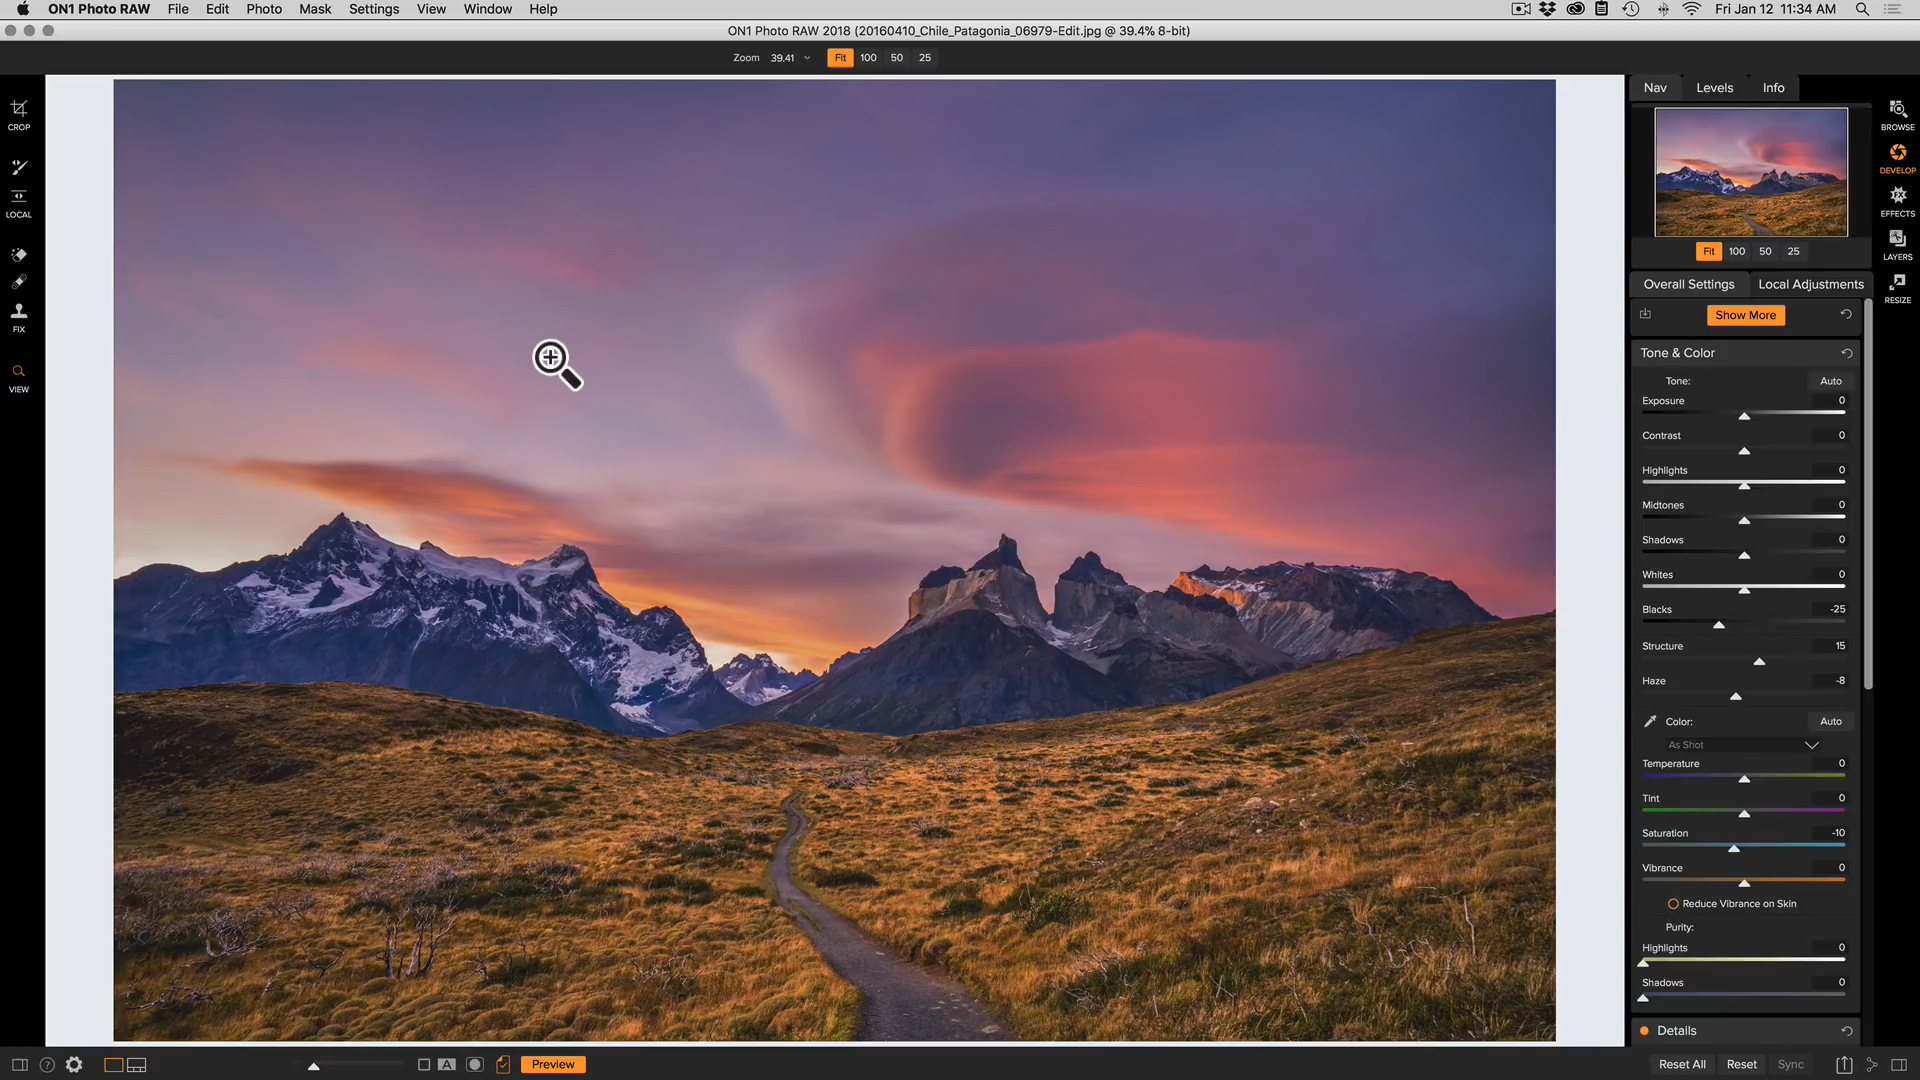 ON1 Photo RAW File Edit Photo Mask Settings View Window Help Fri Jan 12 11:34 AM
ON1 Photo RAW 2018 (20160410_Chile_Patagonia_06979-Edit.jpg @ 39.4% 8-bit)
Zoom 39.41 Fit 100 50 25
Nav Levels Info
CROP
LOCAL
FIX
VIEW
BROWSE
DEVELOP
EFFECTS
LAYERS
RESIZE
Fit 100 50 25
Overall Settings Local Adjustments
Show More
Tone & Color
Tone: Auto
Exposure 0
Contrast 0
Highlights 0
Midtones 0
Shadows 0
Whites 0
Blacks -25
Structure 15
Haze -8
Color: Auto
As Shot
Temperature 0
Tint 0
Saturation -10
Vibrance 0
Reduce Vibrance on Skin
Purity:
Highlights 0
Shadows 0
Details
? A Preview Reset All Reset Sync